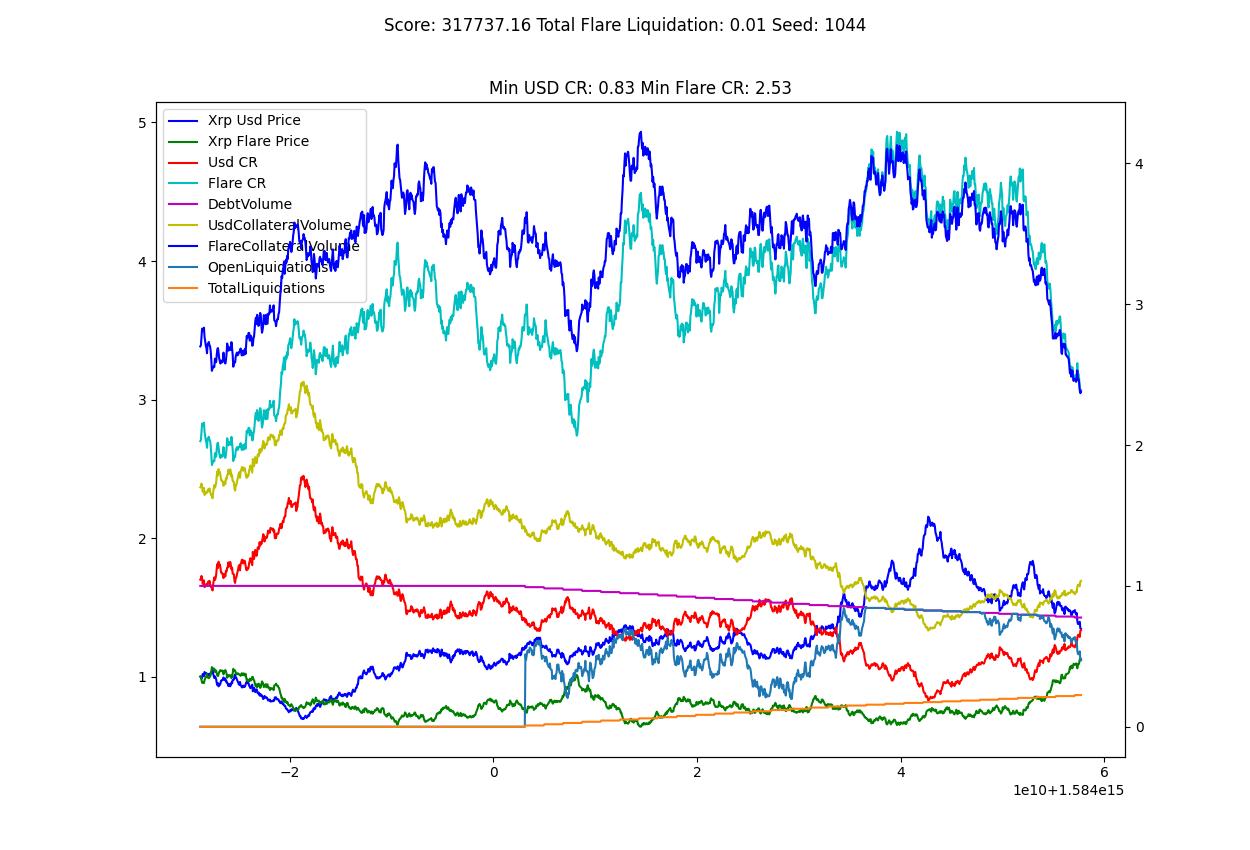 Score: 317737.16 Total Flare Liquidation: 0.01 Seed: 1044
Min USD CR: 0.83 Min Flare CR: 2.53
Xrp Usd Price
Xrp Flare Price
Usd CR
Flare CR
DebtVolume
UsdCollateralVolume
FlareCollateralVolume
OpenLiquidations
TotalLiquidations
5
4
3
2
1
4
3
2
1
0
−2
0
2
4
6
1e10+1.584e15